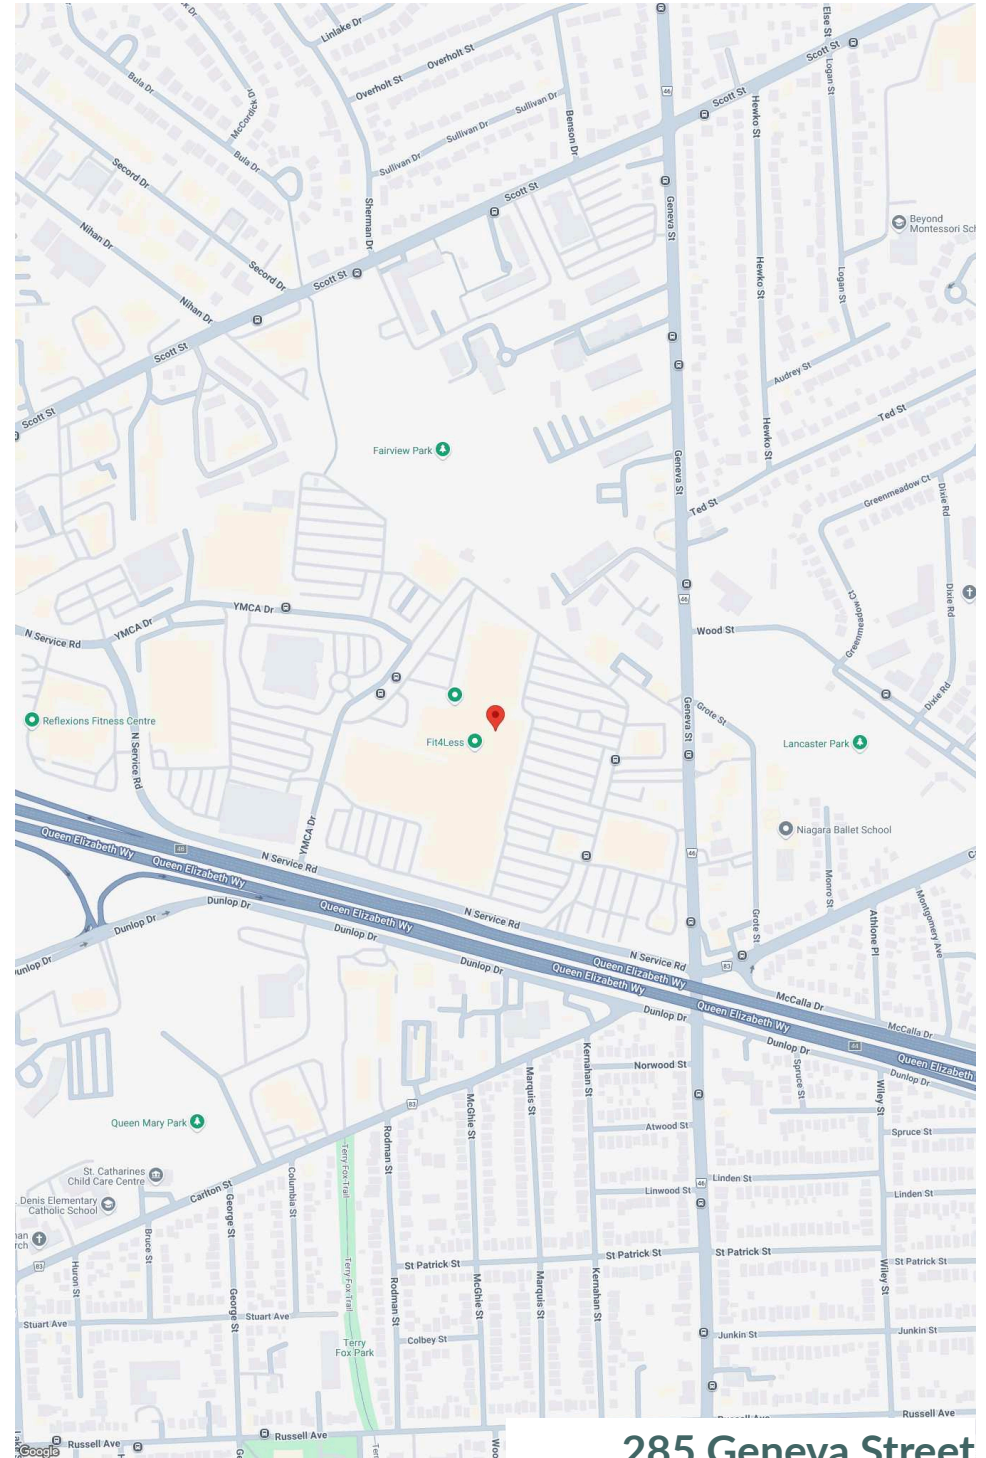 Linlake Dr
Overholt St
Overholt St
Else St
Scott St
Logan St
Bula Dr
McCordick Dr
Bula Dr
Sullivan Dr
Sullivan Dr
Sullivan Dr
Benson Dr
46
Scott St
Hewko St
Secord Dr
Scott St
Sherman Dr
Geneva St
Beyond
Montessori Sch
Nihan Dr
Secord Dr
Scott St
Hewko St
Logan St
Nihan Dr
Scott St
Audrey St
Scott St
Ted St
Hewko St
Fairview Park
Geneva St
Greenmeadow Ct
Dixie Rd
Ted St
YMCA Dr
46
Dixie Rd
YMCA Dr
N Service Rd
Wood St
Greenmeadow Ct
Dixie Rd
Reflexions Fitness Centre
Geneva St
Grote St
Fit4Less
Lancaster Park
N Service Rd
Niagara Ballet School
YMCA Dr
Queen Elizabeth Wy
46
Queen Elizabeth Wy
N Service Rd
46
Monro St
Queen Elizabeth Wy
Dunlop Dr
Dunlop Dr
N Service Rd
Grote St
Athlone Pl
Montgomery Ave
Dunlop Dr
unlop Dr
Dunlop Dr
N Service Rd
Queen Elizabeth Wy
83
Queen Elizabeth Wy
McCalla Dr
Dunlop Dr
Queen Elizabeth Wy
McCalla Dr
Dunlop Dr
44
Queen Elizabeth
Dunlop Dr
Kernahan St
Norwood St
Marquis St
Spruce St
Wiley St
83
McGhie St
Queen Mary Park
Rodman St
Atwood St
Spruce St
Terry Fox Trail
St. Catharines
Child Care Centre
Columbia St
46
Linden St
Linwood St
Linden St
Denis Elementary
Catholic School
Carlton St
George St
Bruce St
83
Huron St
St Patrick St
St Patrick St
St Patrick St
St Patrick St
Terry Fox Trail
Rodman St
McGhie St
Marquis St
Kernahan St
Wiley St
George St
Stuart Ave
Stuart Ave
Terry
Fox Park
Colbey St
Junkin St
Junkin St
Russell Ave
Russell Ave
Russell Ave
Google
285 Geneva Street